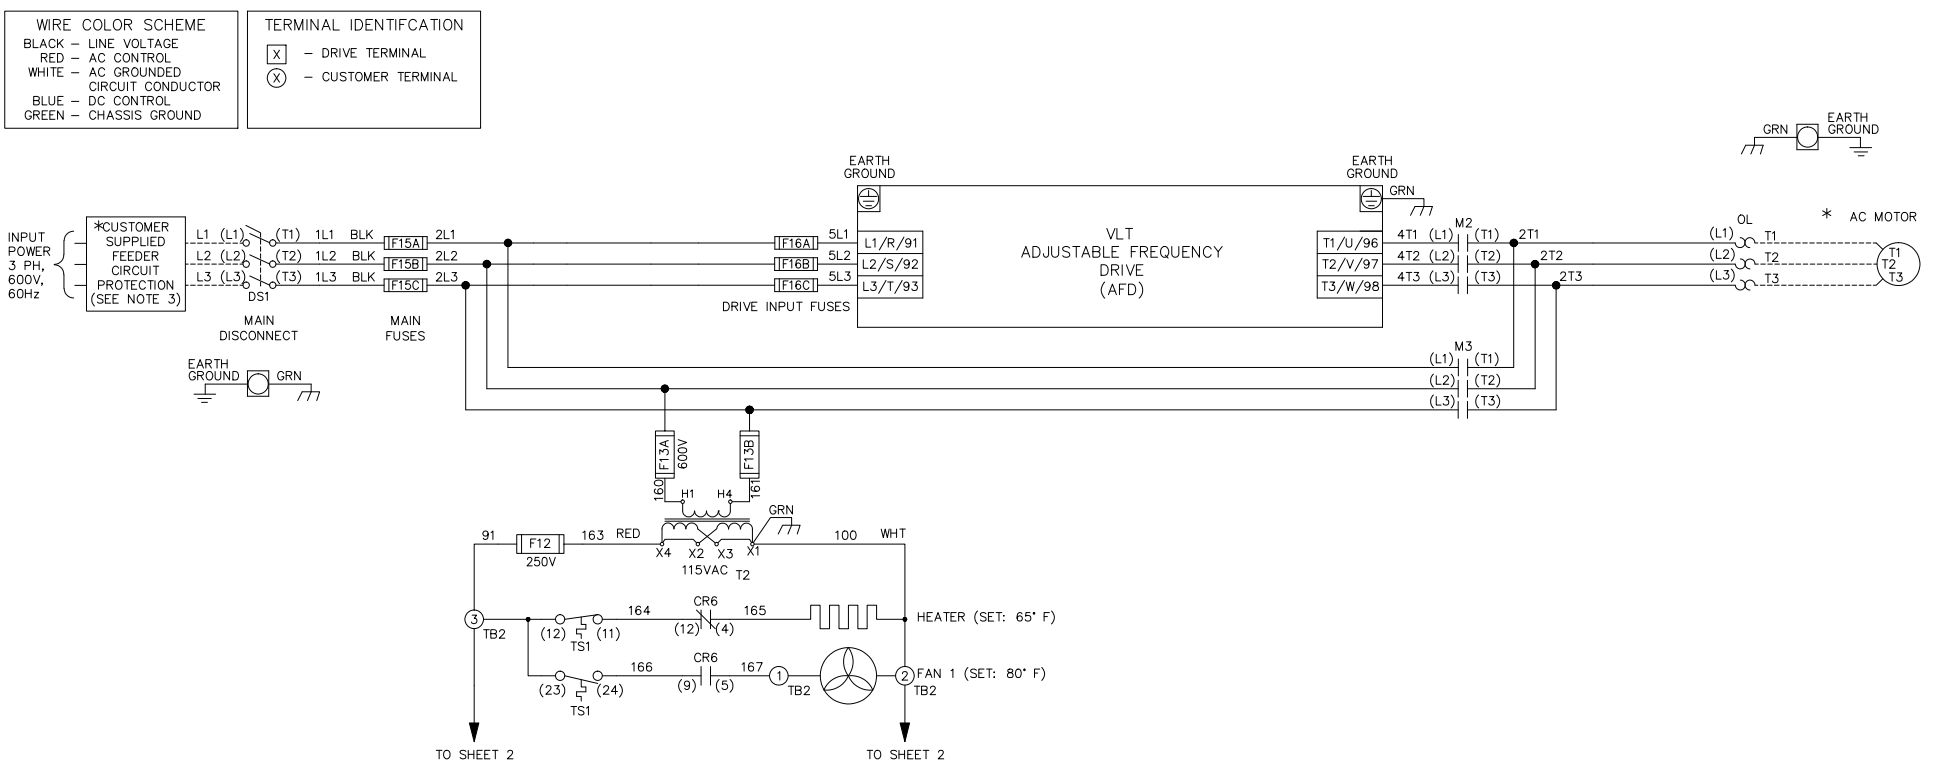 WIRE COLOR SCHEME
BLACK – LINE VOLTAGE
RED – AC CONTROL
WHITE – AC GROUNDED
CIRCUIT CONDUCTOR
BLUE – DC CONTROL
GREEN – CHASSIS GROUND
TERMINAL IDENTIFCATION
X – DRIVE TERMINAL
X – CUSTOMER TERMINAL
GRN
EARTH
GROUND
EARTH
GROUND
EARTH
GROUND
GRN
INPUT
POWER
3 PH,
600V,
60Hz
*CUSTOMER
SUPPLIED
FEEDER
CIRCUIT
PROTECTION
(SEE NOTE 3)
L1 (L1) (T1) 1L1 BLK F15A 2L1
L2 (L2) (T2) 1L2 BLK F15B 2L2
L3 (L3) (T3) 1L3 BLK F15C 2L3
DS1
MAIN
DISCONNECT
MAIN
FUSES
F16A 5L1 L1/R/91
F16B 5L2 L2/S/92
F16C 5L3 L3/T/93
DRIVE INPUT FUSES
VLT
ADJUSTABLE FREQUENCY
DRIVE
(AFD)
M2
T1/U/96 4T1 (L1) (T1) 2T1
T2/V/97 4T2 (L2) (T2) 2T2
T3/W/98 4T3 (L3) (T3) 2T3
OL
(L1) T1
(L2) T2
(L3) T3
* AC MOTOR
T1
T2
T3
M3
(L1) (T1)
(L2) (T2)
(L3) (T3)
EARTH
GROUND
GRN
F13A
600V
F13B
160
161
H1 H4
GRN
91 F12 163 RED
250V
X4 X2 X3 X1
100 WHT
115VAC T2
3
TB2
(12) (11)
TS1
164
CR6
(12) (4)
165
HEATER (SET: 65° F)
(23) (24)
TS1
166
CR6
(9) (5)
167
1
TB2
2
TB2
FAN 1 (SET: 80° F)
TO SHEET 2
TO SHEET 2